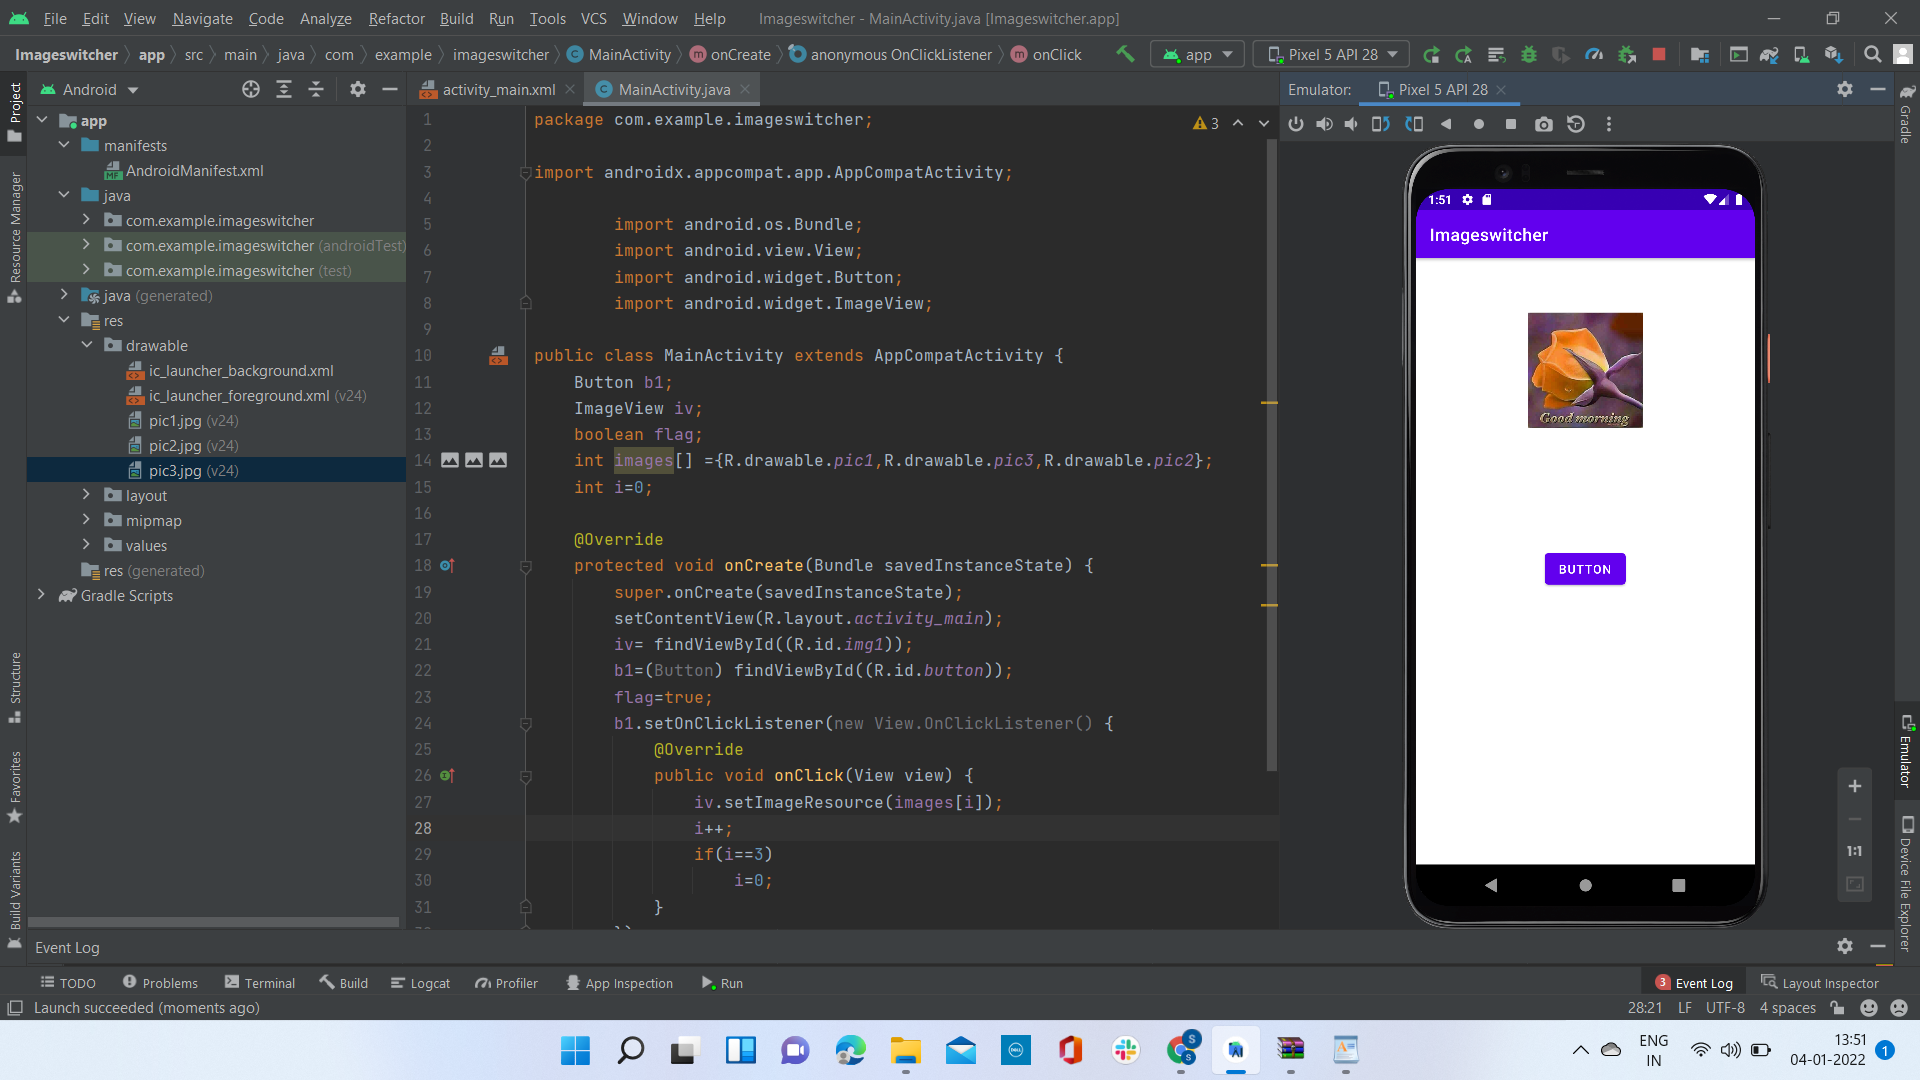 File Edit View Navigate Code Analyze Refactor Build Run Tools VCS Window Help Imageswitcher - MainActivity.java [Imageswitcher.app]
Imageswitcher app src main java com example imageswitcher MainActivity onCreate anonymous OnClickListener onClick app Pixel 5 API 28
Android activity_main.xml MainActivity.java Emulator: Pixel 5 API 28
Project
Resource Manager
Structure
Favorites
Build Variants
app
manifests
MF AndroidManifest.xml
java
com.example.imageswitcher
com.example.imageswitcher (androidTest)
com.example.imageswitcher (test)
java (generated)
res
drawable
ic_launcher_background.xml
ic_launcher_foreground.xml (v24)
pic1.jpg (v24)
pic2.jpg (v24)
pic3.jpg (v24)
layout
mipmap
values
res (generated)
Gradle Scripts
3
1 package com.example.imageswitcher;
2
3 import androidx.appcompat.app.AppCompatActivity;
4
5 import android.os.Bundle;
6 import android.view.View;
7 import android.widget.Button;
8 import android.widget.ImageView;
9
10 public class MainActivity extends AppCompatActivity {
11 Button b1;
12 ImageView iv;
13 boolean flag;
14 int images[] ={R.drawable.pic1,R.drawable.pic3,R.drawable.pic2};
15 int i=0;
16
17 @Override
18 protected void onCreate(Bundle savedInstanceState) {
19 super.onCreate(savedInstanceState);
20 setContentView(R.layout.activity_main);
21 iv= findViewById((R.id.img1));
22 b1=(Button) findViewById((R.id.button));
23 flag=true;
24 b1.setOnClickListener(new View.OnClickListener() {
25 @Override
26 public void onClick(View view) {
27 iv.setImageResource(images[i]);
28 i++;
29 if(i==3)
30 i=0;
31 }
1:51
Imageswitcher
Good morning
BUTTON
1:1
Gradle
Emulator
Device File Explorer
Event Log
TODO Problems Terminal Build Logcat Profiler App Inspection Run 3 Event Log Layout Inspector
Launch succeeded (moments ago) 28:21 LF UTF-8 4 spaces
DELL S S
ENG
IN
13:51
04-01-2022
1